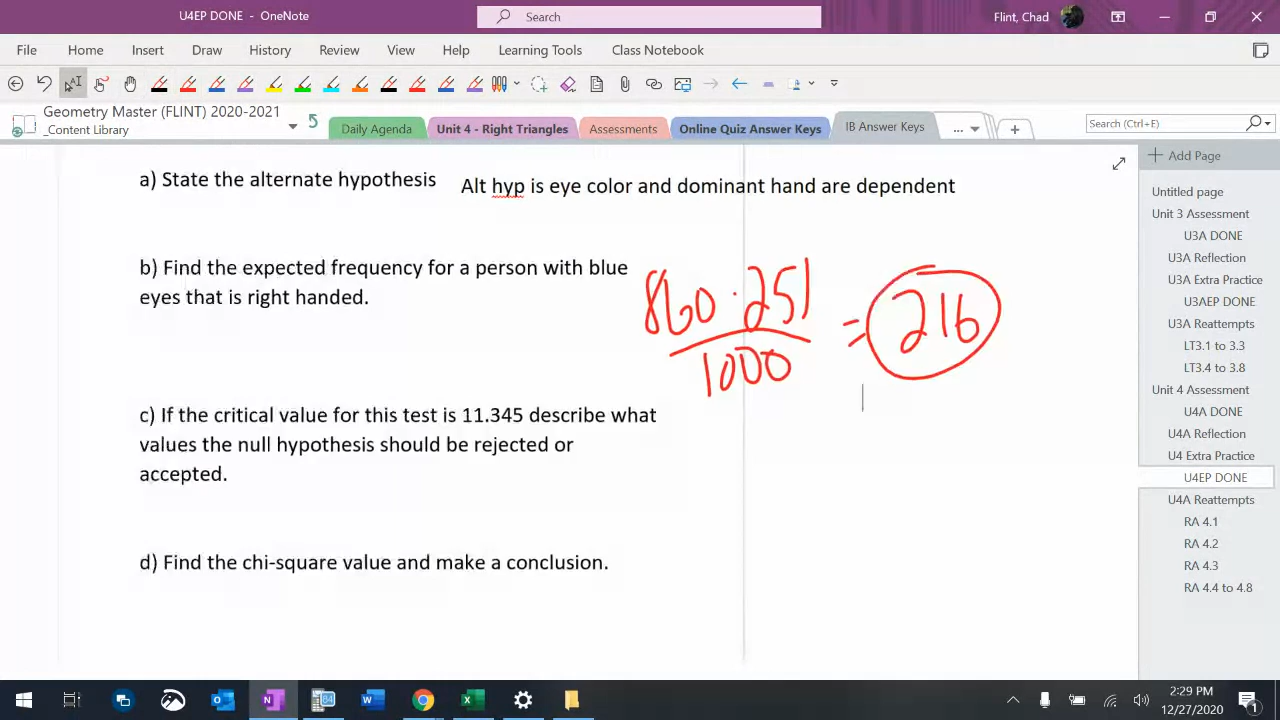 U4EP DONE - OneNote
Search
Flint, Chad
File Home Insert Draw History Review View Help Learning Tools Class Notebook
Geometry Master (FLINT) 2020-2021
_Content Library
Daily Agenda
Unit 4 - Right Triangles
Assessments
Online Quiz Answer Keys
IB Answer Keys
...
Search (Ctrl+E)
Add Page
Untitled page
Unit 3 Assessment
U3A DONE
U3A Reflection
U3A Extra Practice
U3AEP DONE
U3A Reattempts
LT3.1 to 3.3
LT3.4 to 3.8
Unit 4 Assessment
U4A DONE
U4A Reflection
U4 Extra Practice
U4EP DONE
U4A Reattempts
RA 4.1
RA 4.2
RA 4.3
RA 4.4 to 4.8
a) State the alternate hypothesis
Alt hyp is eye color and dominant hand are dependent
b) Find the expected frequency for a person with blue
eyes that is right handed.
860 · 251
1000
= 216
c) If the critical value for this test is 11.345 describe what
values the null hypothesis should be rejected or
accepted.
d) Find the chi-square value and make a conclusion.
2:29 PM
12/27/2020
1